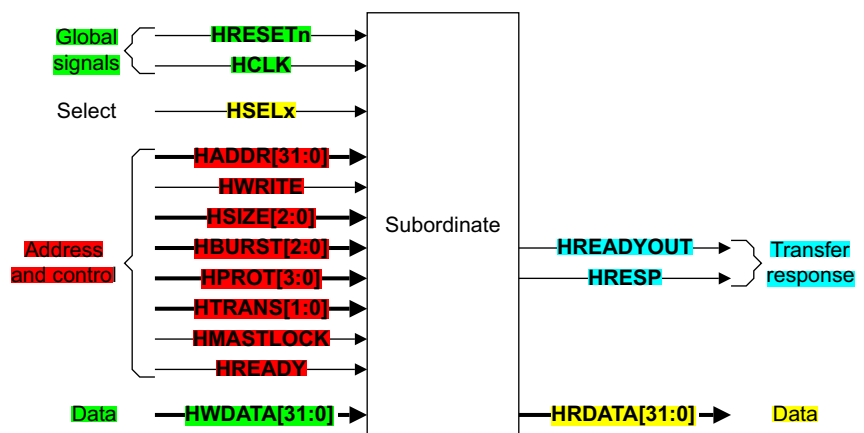 Global
signals
HRESETn
HCLK
Select
HSELx
Address
and control
HADDR[31:0]
HWRITE
HSIZE[2:0]
HBURST[2:0]
HPROT[3:0]
HTRANS[1:0]
HMASTLOCK
HREADY
Data
HWDATA[31:0]
Subordinate
HREADYOUT
HRESP
Transfer
response
HRDATA[31:0]
Data